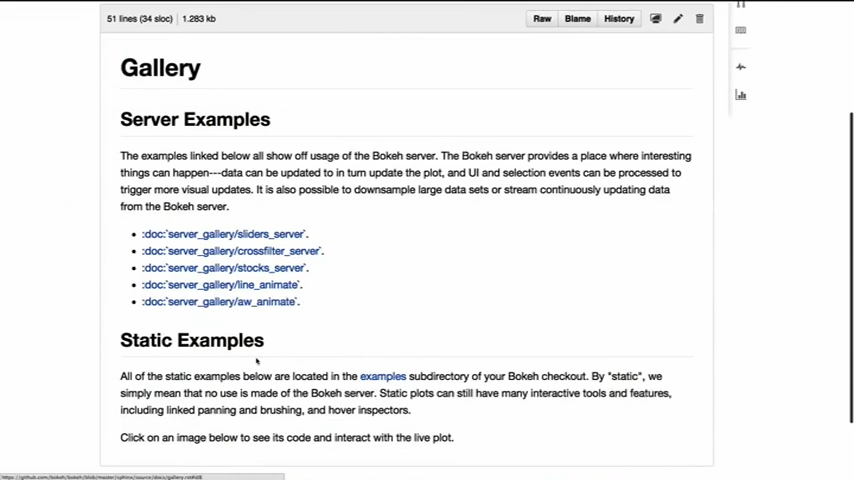 51 lines (34 sloc) | 1.283 kb
Raw Blame History
Gallery
Server Examples
The examples linked below all show off usage of the Bokeh server. The Bokeh server provides a place where interesting
things can happen---data can be updated to in turn update the plot, and UI and selection events can be processed to
trigger more visual updates. It is also possible to downsample large data sets or stream continuously updating data
from the Bokeh server.
:doc:`server_gallery/sliders_server`.
:doc:`server_gallery/crossfilter_server`.
:doc:`server_gallery/stocks_server`.
:doc:`server_gallery/line_animate`.
:doc:`server_gallery/aw_animate`.
Static Examples
All of the static examples below are located in the examples subdirectory of your Bokeh checkout. By "static", we
simply mean that no use is made of the Bokeh server. Static plots can still have many interactive tools and features,
including linked panning and brushing, and hover inspectors.
Click on an image below to see its code and interact with the live plot.